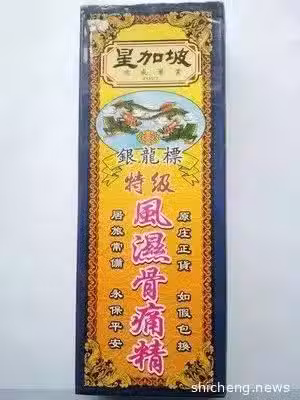 星加坡
銀龍標
特级
風濕骨痛精
原庄正貨 如假包換
居旅常備 永保平安
shicheng.news